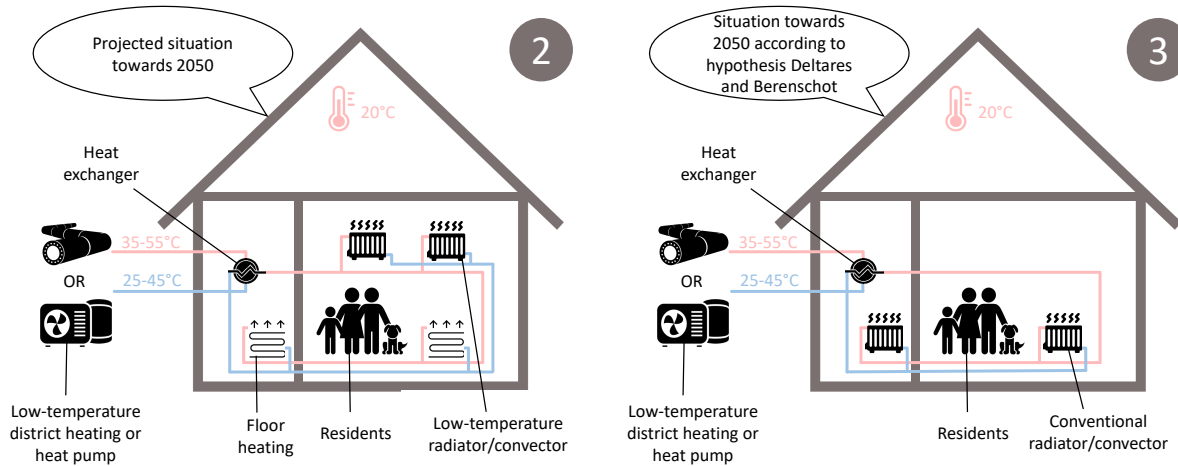 Projected situation
towards 2050
2
20°C
Heat
exchanger
35-55°C
OR
25-45°C
Low-temperature
district heating or
heat pump
Floor
heating
Residents
Low-temperature
radiator/convector
Situation towards
2050 according to
hypothesis Deltares
and Berenschot
3
20°C
Heat
exchanger
35-55°C
OR
25-45°C
Low-temperature
district heating or
heat pump
Residents
Conventional
radiator/convector